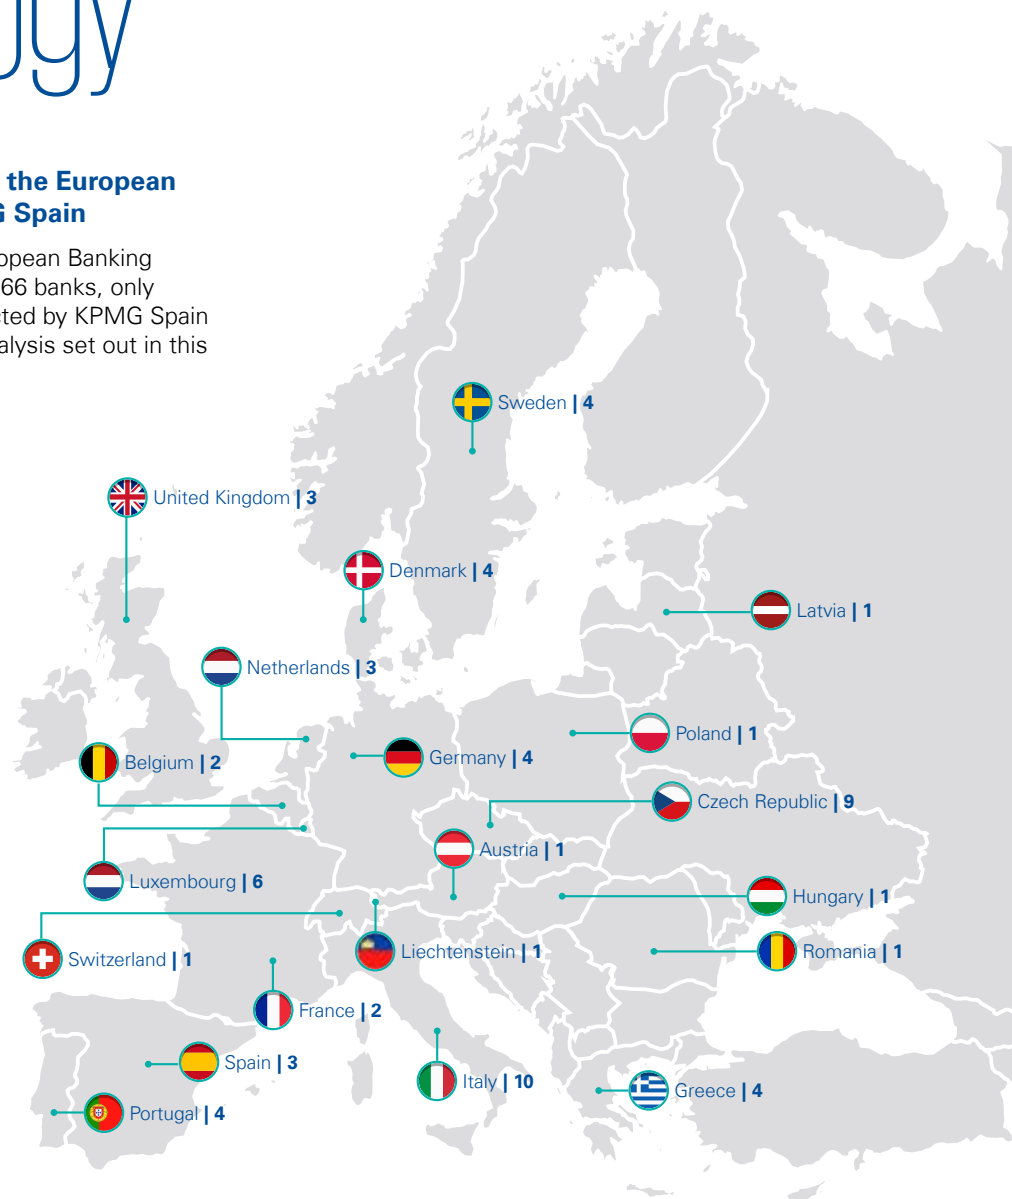 ogy
the European
G Spain
opean Banking
66 banks, only
cted by KPMG Spain
alysis set out in this
Sweden | 4
United Kingdom | 3
Denmark | 4
Latvia | 1
Netherlands | 3
Poland | 1
Germany | 4
Belgium | 2
Czech Republic | 9
Austria | 1
Luxembourg | 6
Hungary | 1
Liechtenstein | 1
Romania | 1
Switzerland | 1
France | 2
Spain | 3
Italy | 10
Greece | 4
Portugal | 4